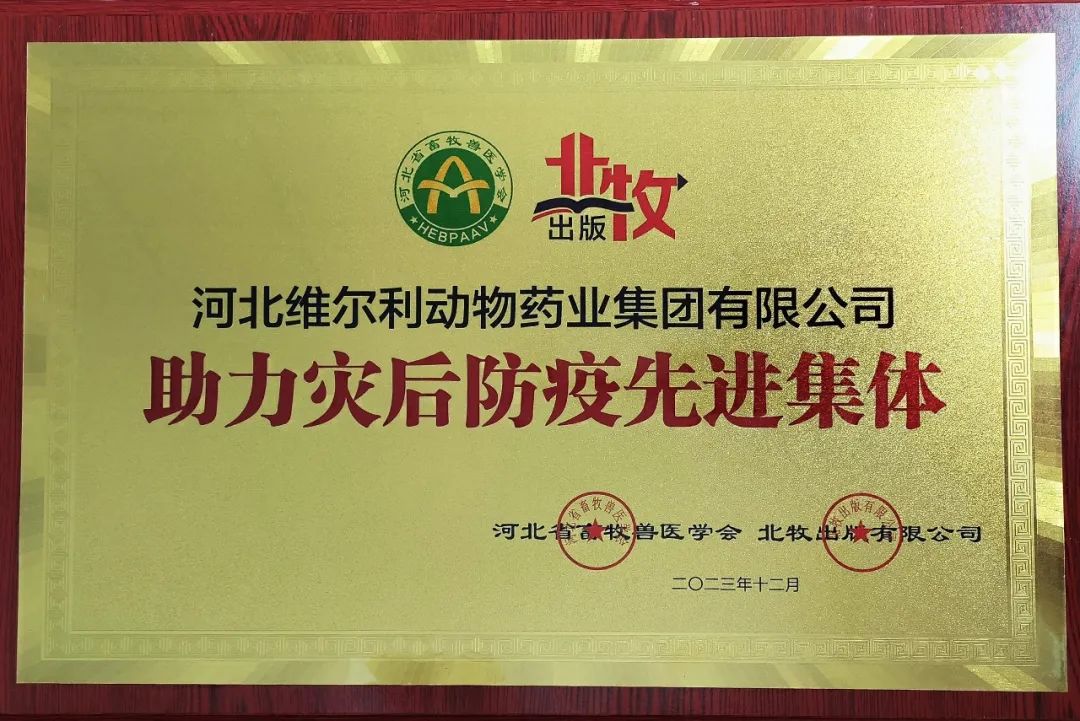 河北省畜牧兽医学会
HEBPAAV
北牧
出版
河北维尔利动物药业集团有限公司
助力灾后防疫先进集体
河北省畜牧兽医学会 北牧出版有限公司
二〇二三年十二月